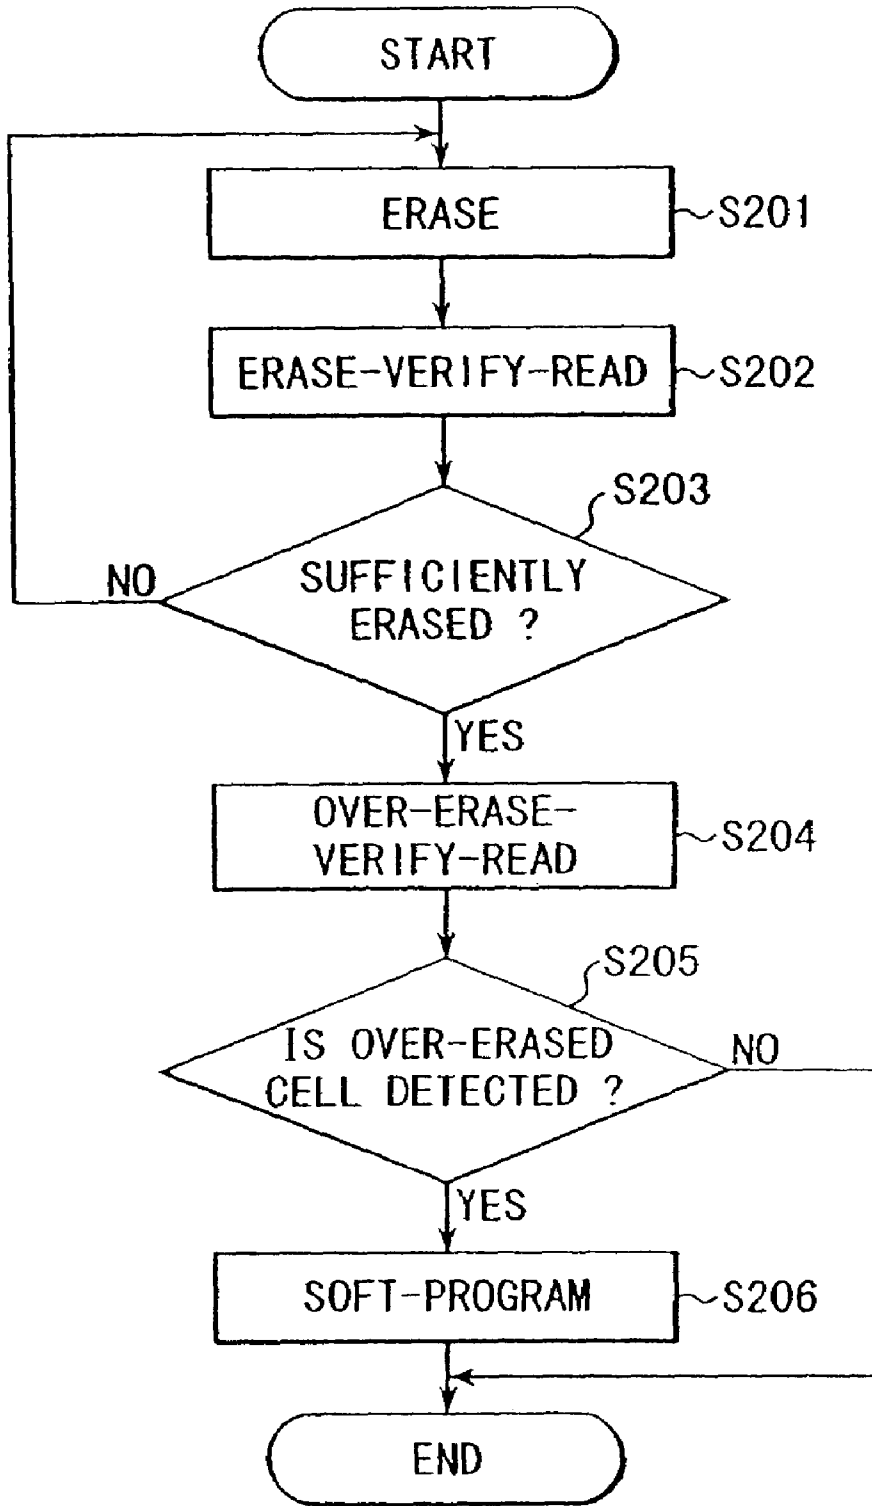 START
ERASE
S201
ERASE-VERIFY-READ
S202
S203
SUFFICIENTLY
ERASED ?
NO
YES
OVER-ERASE-
VERIFY-READ
S204
S205
IS OVER-ERASED
CELL DETECTED ?
NO
YES
SOFT-PROGRAM
S206
END